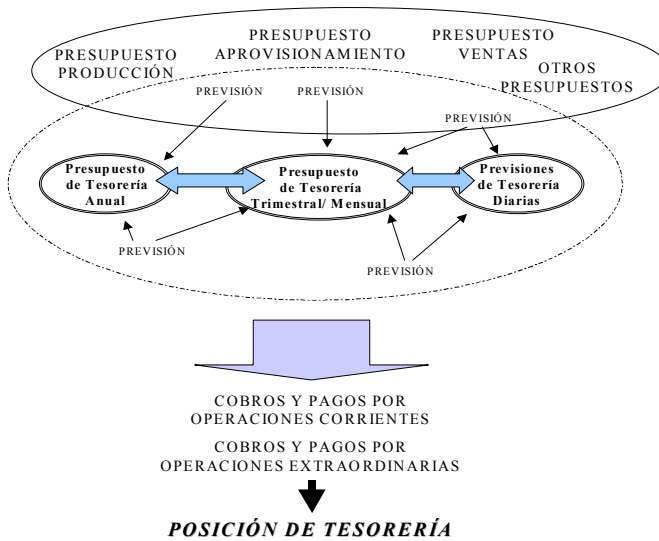 PRESUPUESTO
PRODUCCIÓN
PRESUPUESTO
APROVISIONAMIENTO
PRESUPUESTO
VENTAS
OTROS
PRESUPUESTOS
PREVISIÓN
PREVISIÓN
PREVISIÓN
Presupuesto
de Tesorería
Anual
Presupuesto
de Tesorería
Trimestral/ Mensual
Previsiones
de Tesorería
Diarias
PREVISIÓN
PREVISIÓN
COBROS Y PAGOS POR
OPERACIONES CORRIENTES
COBROS Y PAGOS POR
OPERACIONES EXTRAORDINARIAS
POSICIÓN DE TESORERÍA